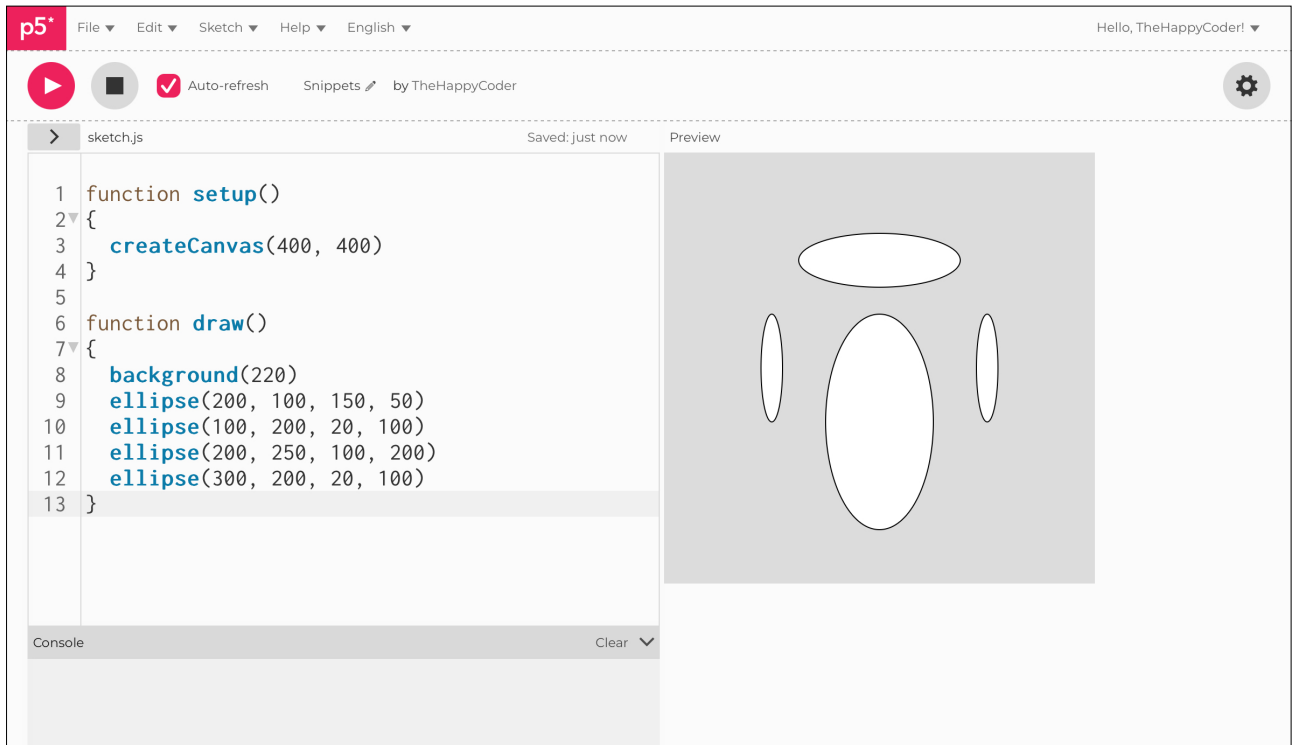 p5* File Edit Sketch Help English Hello, TheHappyCoder!
Auto-refresh Snippets by TheHappyCoder
sketch.js Saved: just now Preview
1 function setup()
2 {
3   createCanvas(400, 400)
4 }
5
6 function draw()
7 {
8   background(220)
9   ellipse(200, 100, 150, 50)
10   ellipse(100, 200, 20, 100)
11   ellipse(200, 250, 100, 200)
12   ellipse(300, 200, 20, 100)
13 }
Console Clear